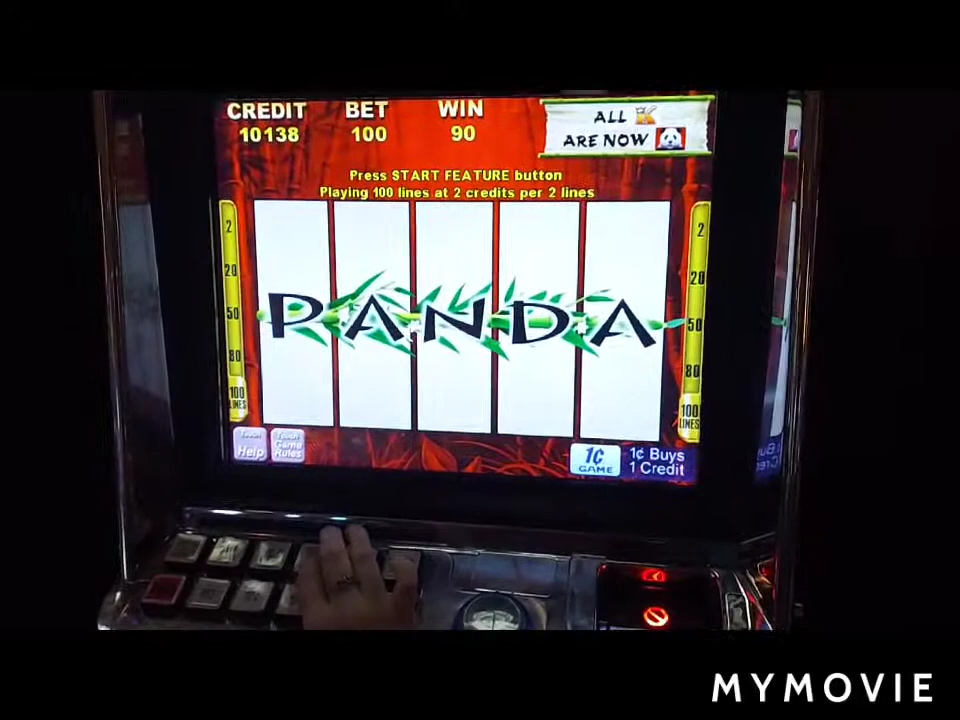 CREDIT BET WIN
10138 100 90
ALL
ARE NOW
Press START FEATURE button
Playing 100 lines at 2 credits per 2 lines
2
20
50
80
100
LINES
2
20
50
80
100
LINES
PANDA
Touch
Help
Touch
Game
Rules
1¢
GAME
1¢ Buys
1 Credit
MYMOVIE